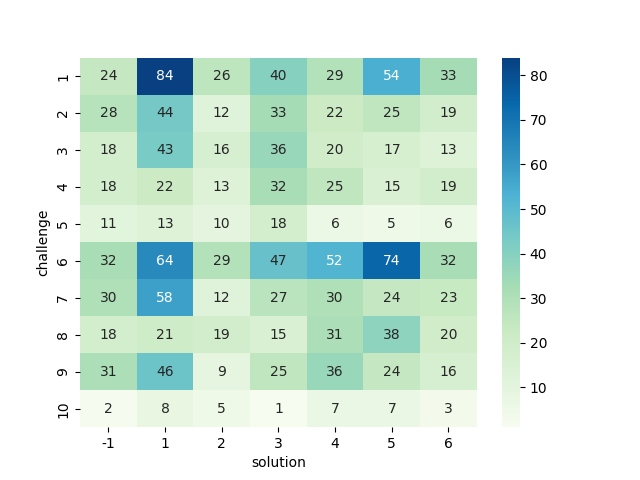 1 24 84 26 40 29 54 33
2 28 44 12 33 22 25 19
3 18 43 16 36 20 17 13
4 18 22 13 32 25 15 19
5 11 13 10 18 6 5 6
6 32 64 29 47 52 74 32
7 30 58 12 27 30 24 23
8 18 21 19 15 31 38 20
9 31 46 9 25 36 24 16
10 2 8 5 1 7 7 3
-1 1 2 3 4 5 6
challenge
solution
80
70
60
50
40
30
20
10